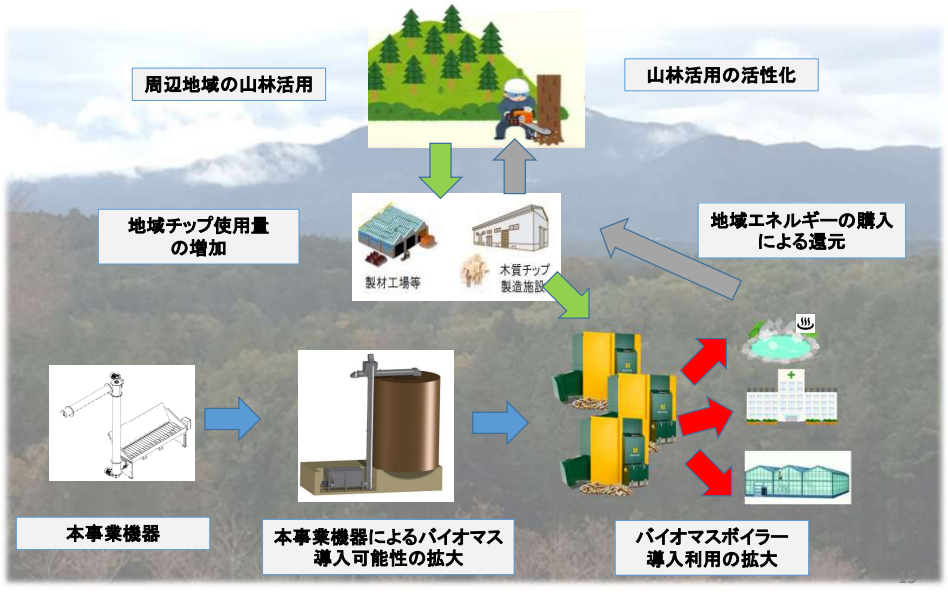 周辺地域の山林活用
山林活用の活性化
地域チップ使用量
の増加
地域エネルギーの購入
による還元
製材工場等
木質チップ
製造施設
本事業機器
本事業機器によるバイオマス
導入可能性の拡大
バイオマスボイラー
導入利用の拡大